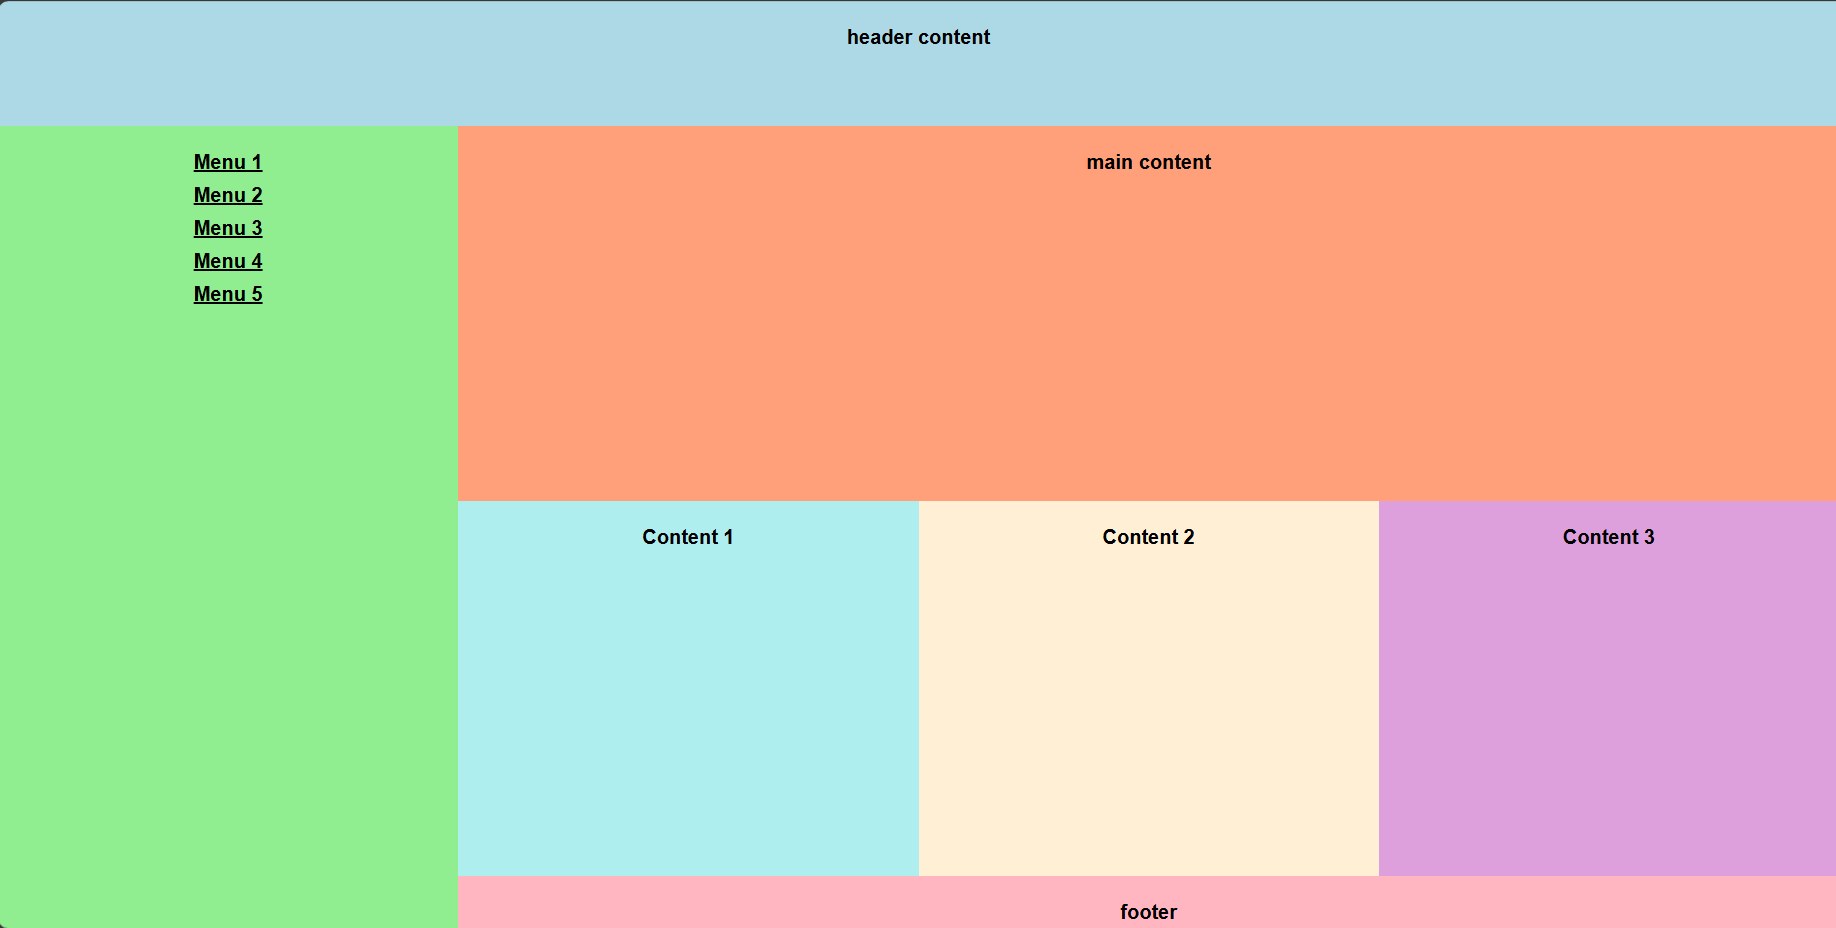 header content
Menu 1
Menu 2
Menu 3
Menu 4
Menu 5
main content
Content 1
Content 2
Content 3
footer